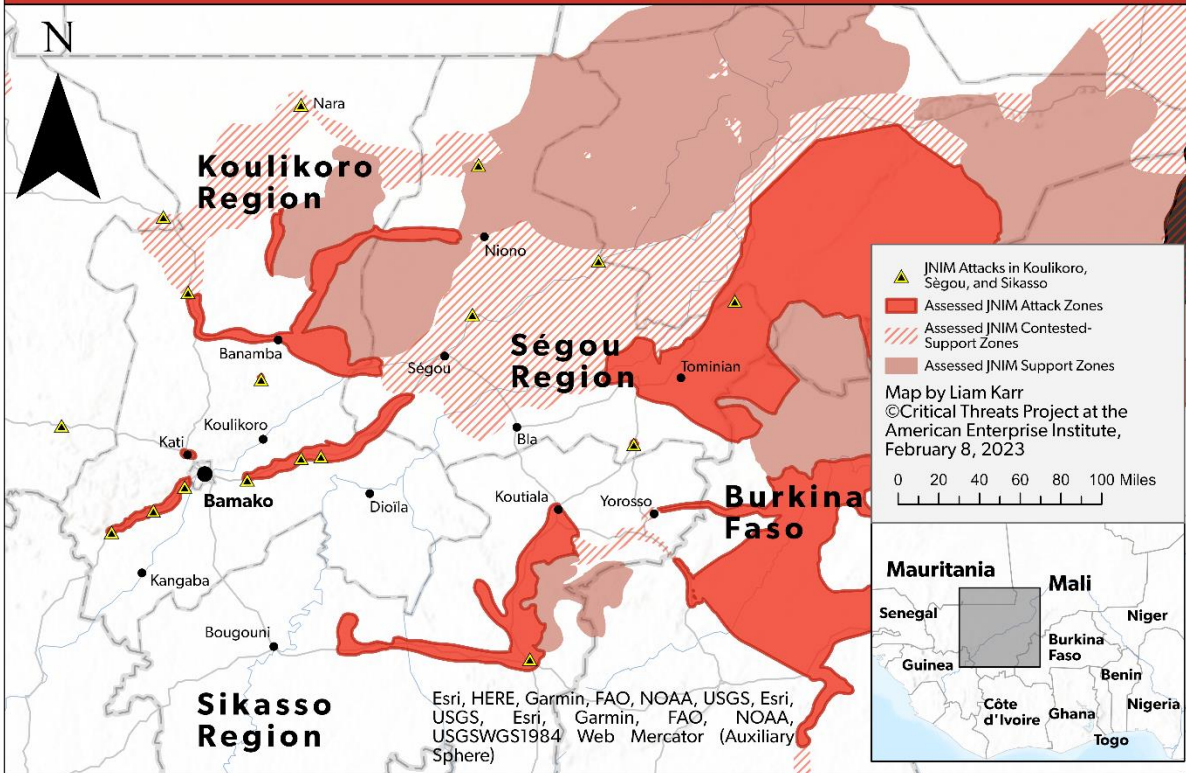 N
Nara
Koulikoro
Region
Niono
Banamba
Ségou
Ségou
Region
Tominian
Koulikoro
Kati
Bla
Bamako
Dioïla
Koutiala
Yorosso
Burkina
Faso
Kangaba
Bougouni
Sikasso
Region
Esri, HERE, Garmin, FAO, NOAA, USGS, Esri,
USGS, Esri, Garmin, FAO, NOAA,
USGSWGS1984 Web Mercator (Auxiliary
Sphere)
JNIM Attacks in Koulikoro,
Sègou, and Sikasso
Assessed JNIM Attack Zones
Assessed JNIM Contested-
Support Zones
Assessed JNIM Support Zones
Map by Liam Karr
©Critical Threats Project at the
American Enterprise Institute,
February 8, 2023
0 20 40 60 80 100 Miles
Mauritania
Mali
Senegal
Niger
Burkina
Faso
Guinea
Benin
Côte
d'Ivoire
Ghana
Nigeria
Togo